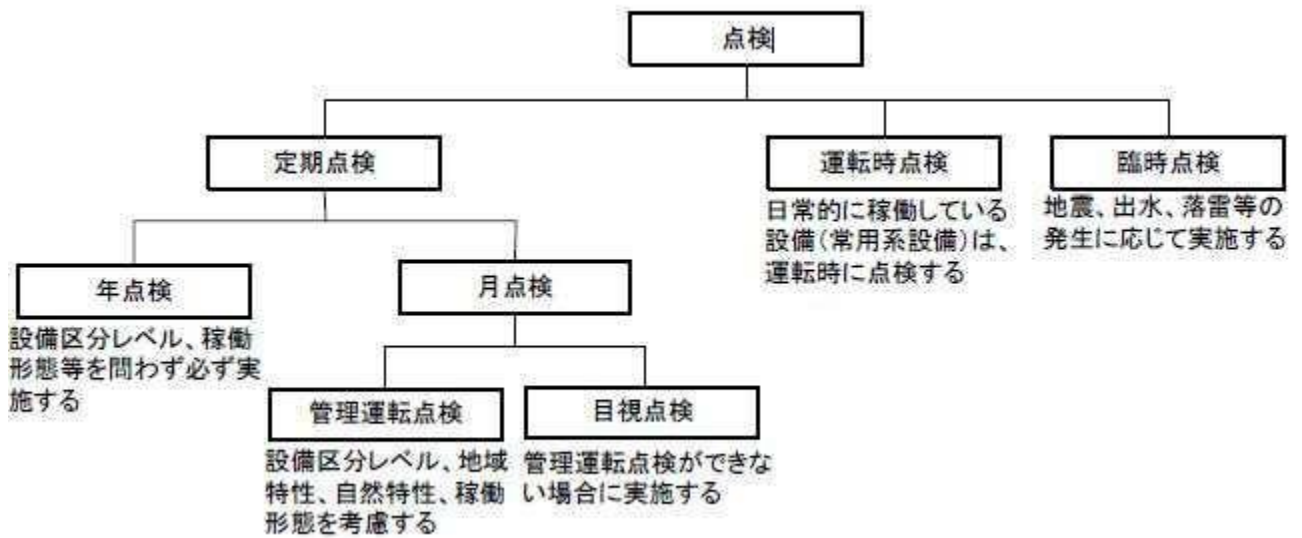 点検
定期点検
運転時点検
臨時点検
日常的に稼働している
設備(常用系設備)は、
運転時に点検する
地震、出水、落雷等の
発生に応じて実施する
年点検
月点検
設備区分レベル、稼働
形態等を問わず必ず実
施する
管理運転点検
目視点検
設備区分レベル、地域
特性、自然特性、稼働
形態を考慮する
管理運転点検ができな
い場合に実施する